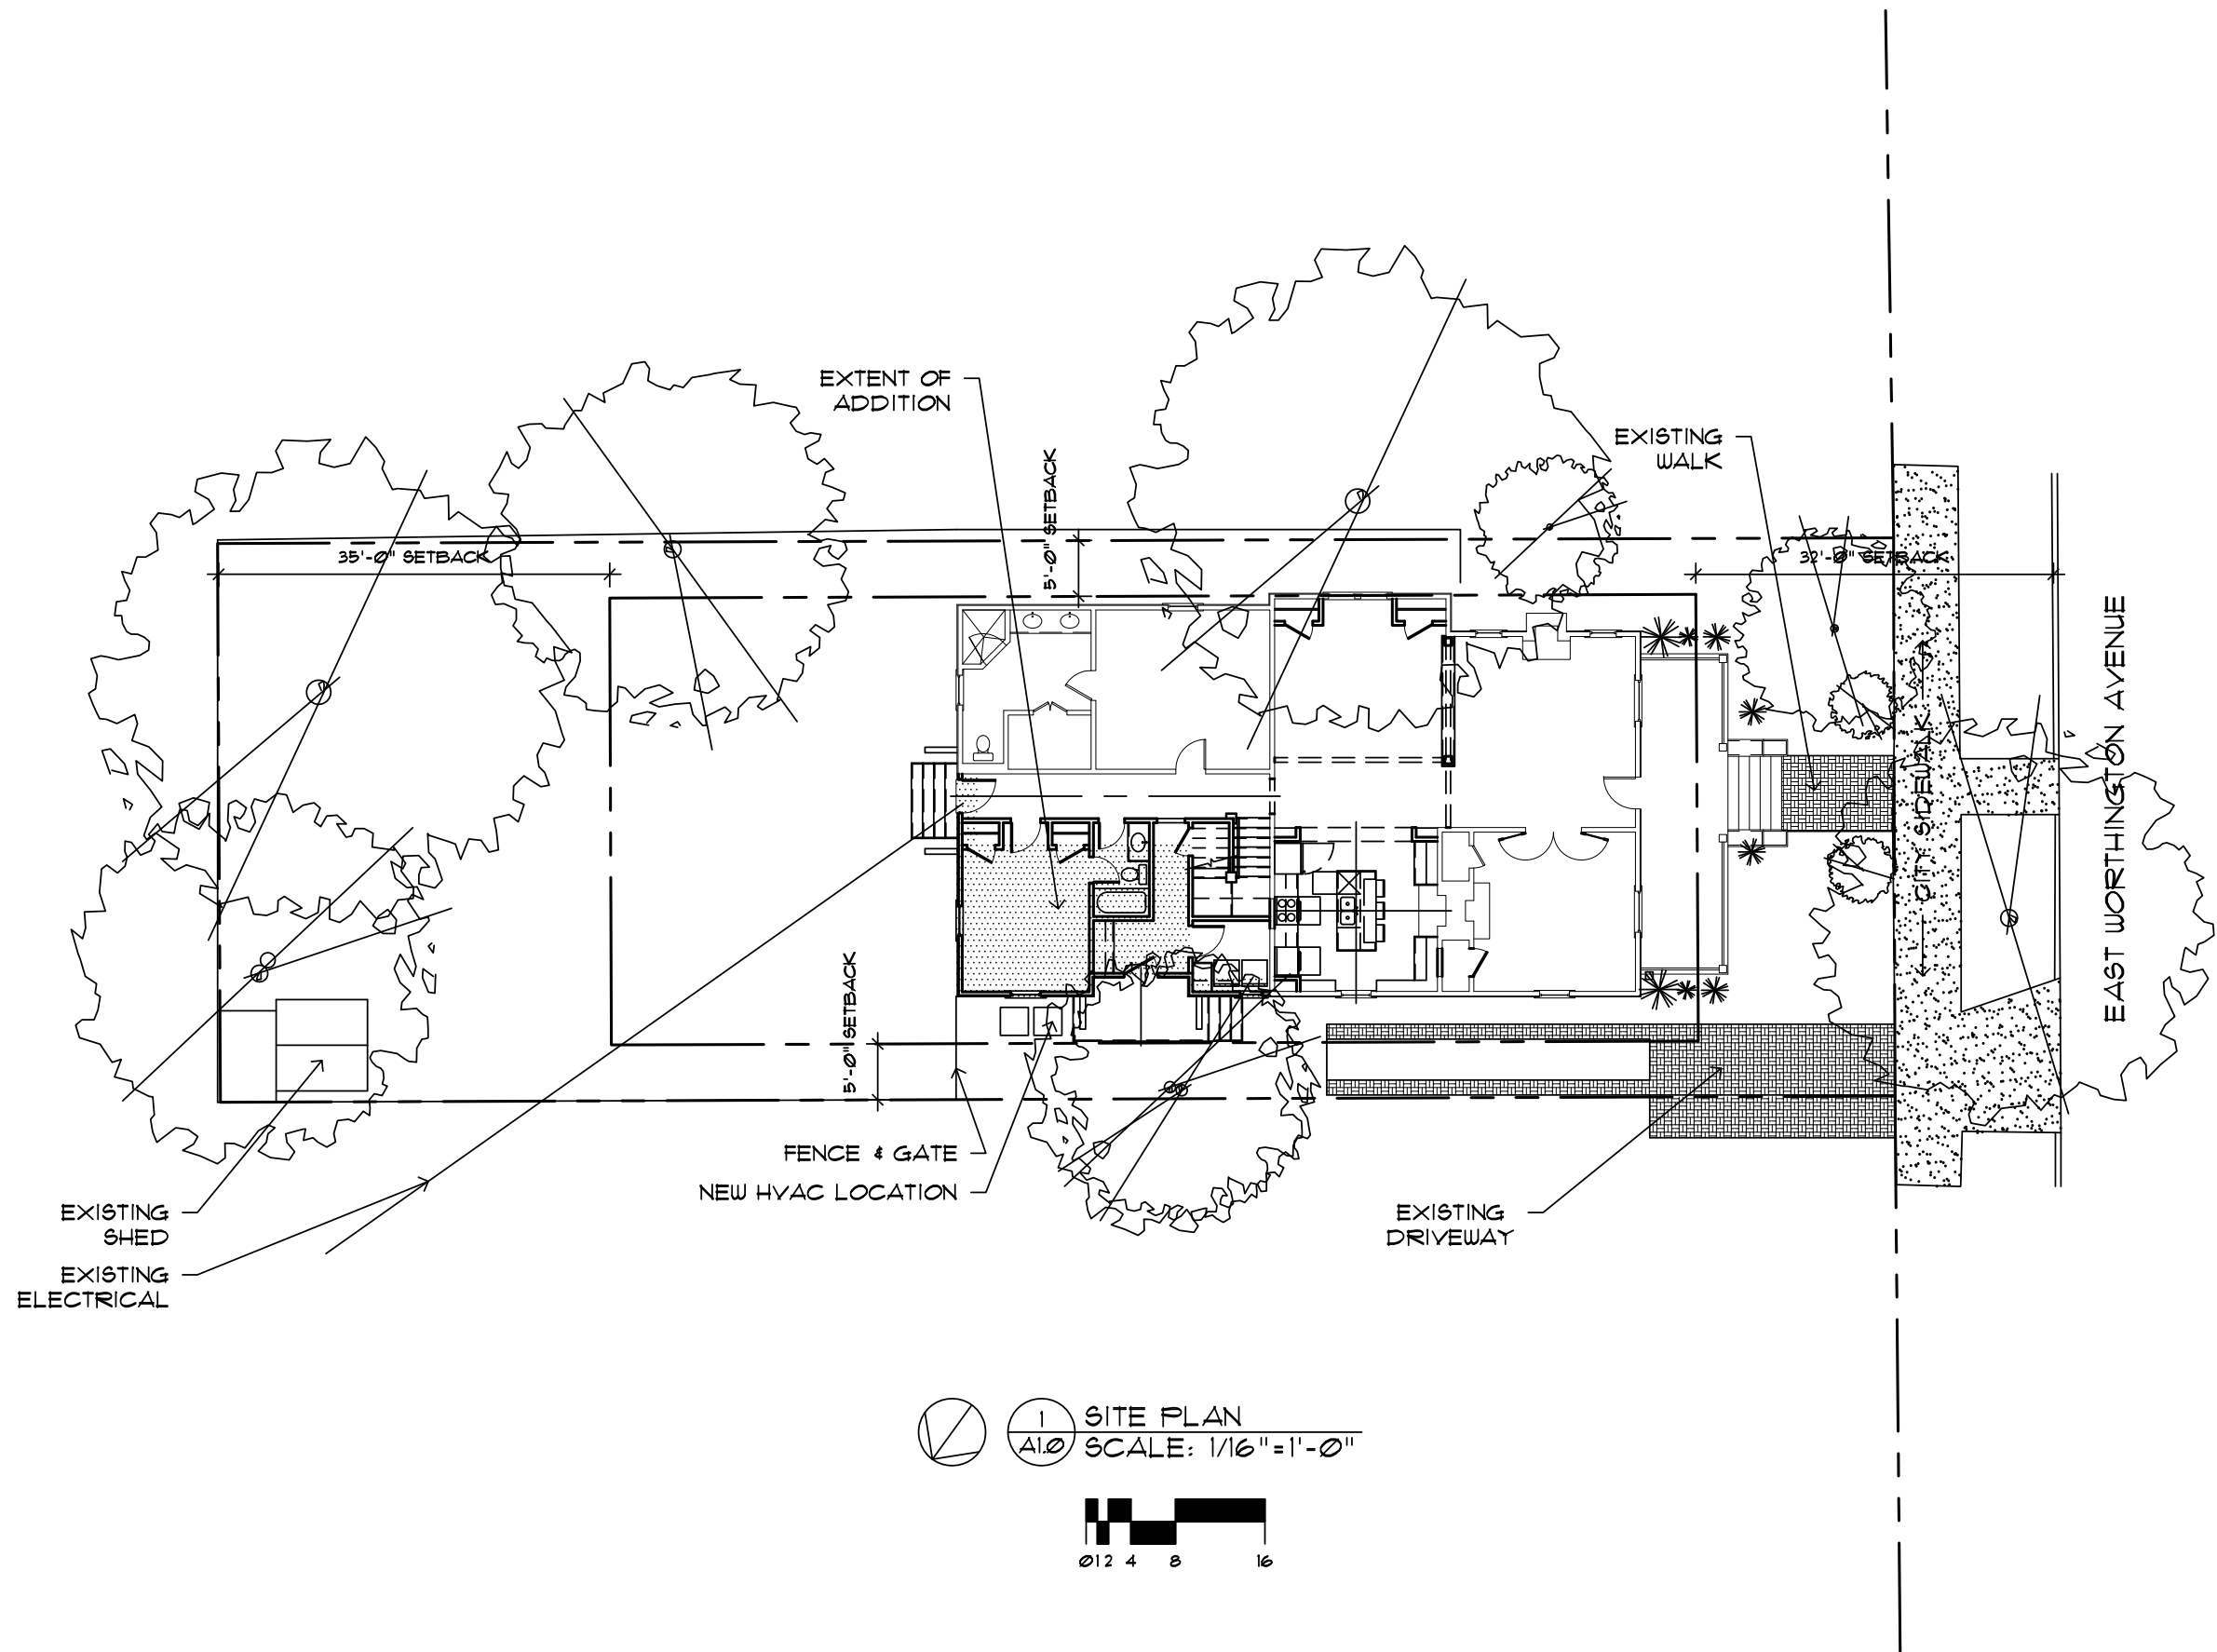 EXTENT OF
ADDITION
EXISTING
WALK
35'-0" SETBACK
5'-0" SETBACK
32'-0" SETBACK
EAST WORTHINGTON AVENUE
CITY SIDEWALK
5'-0" SETBACK
FENCE & GATE
NEW HVAC LOCATION
EXISTING
SHED
EXISTING
DRIVEWAY
EXISTING
ELECTRICAL
1
A1.0
SITE PLAN
SCALE: 1/16"=1'-0"
0 1 2 4 8 16